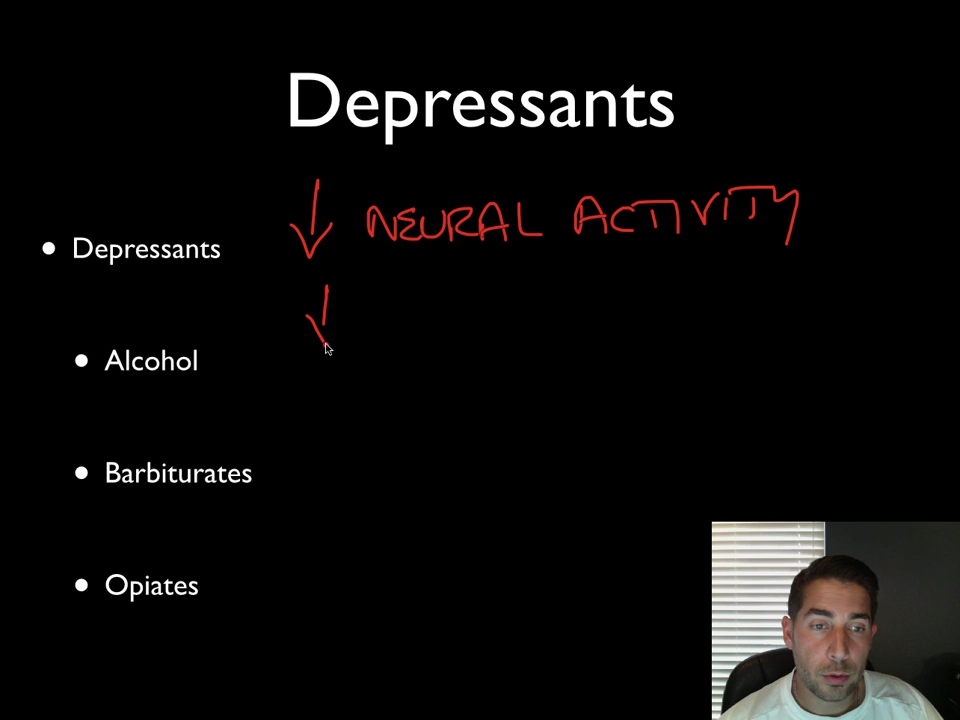 Depressants
↓ NEURAL ACTIVITY
• Depressants
• Alcohol
• Barbiturates
• Opiates